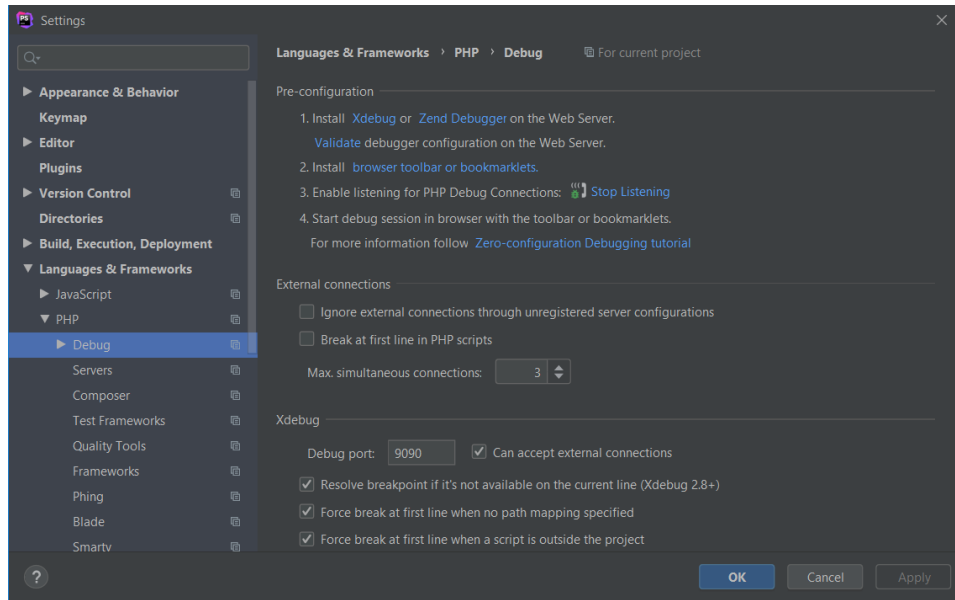 PS Settings
Appearance & Behavior
Keymap
Editor
Plugins
Version Control
Directories
Build, Execution, Deployment
Languages & Frameworks
JavaScript
PHP
Debug
Servers
Composer
Test Frameworks
Quality Tools
Frameworks
Phing
Blade
Smarty
Languages & Frameworks › PHP › Debug For current project
Pre-configuration
1. Install Xdebug or Zend Debugger on the Web Server.
Validate debugger configuration on the Web Server.
2. Install browser toolbar or bookmarklets.
3. Enable listening for PHP Debug Connections: Stop Listening
4. Start debug session in browser with the toolbar or bookmarklets.
For more information follow Zero-configuration Debugging tutorial
External connections
Ignore external connections through unregistered server configurations
Break at first line in PHP scripts
Max. simultaneous connections: 3
Xdebug
Debug port: 9090 Can accept external connections
Resolve breakpoint if it's not available on the current line (Xdebug 2.8+)
Force break at first line when no path mapping specified
Force break at first line when a script is outside the project
? OK Cancel Apply